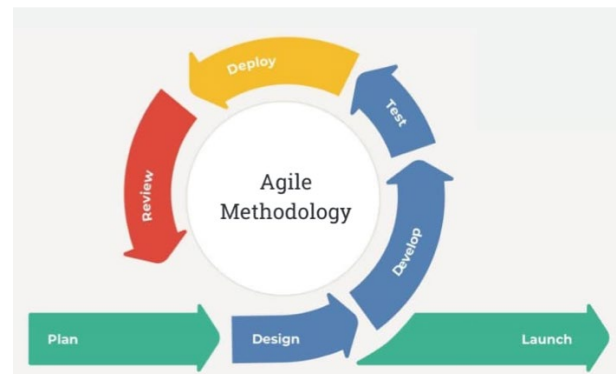 Deploy
Test
Review
Agile
Methodology
Develop
Plan
Design
Launch